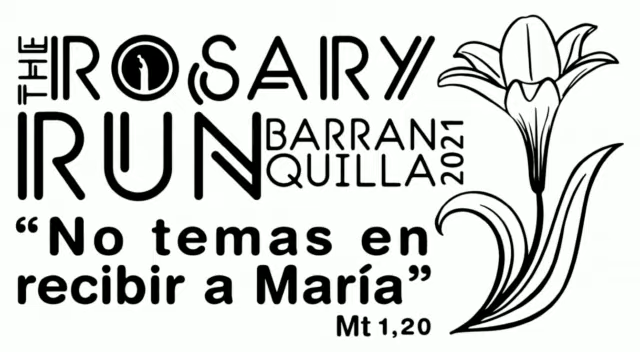 THE ROSARY
RUN BARRAN
QUILLA 2021
“No temas en
recibir a María”
Mt 1,20